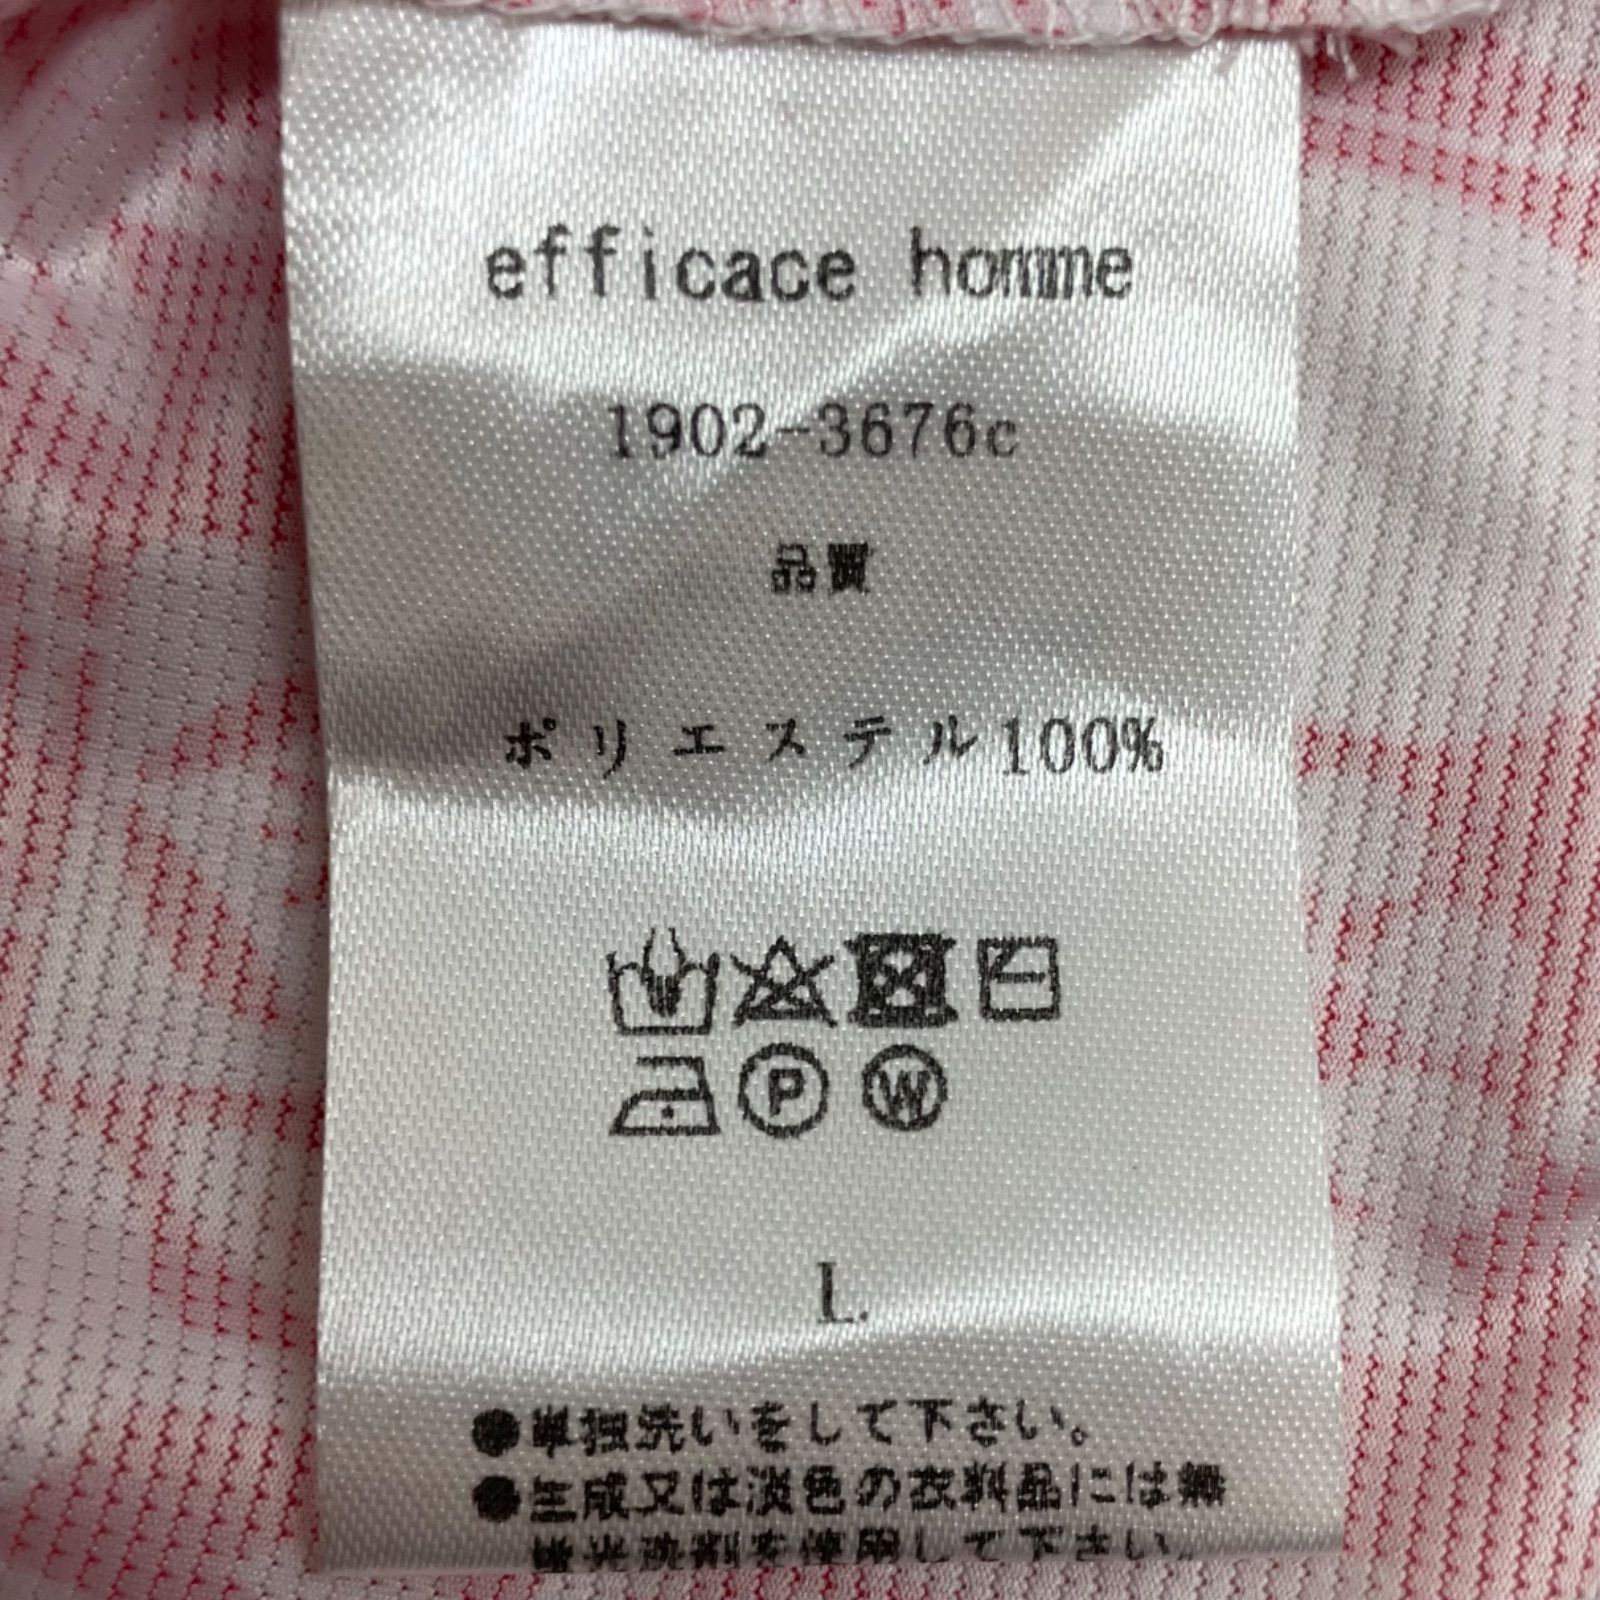 efficace homme
1902-3676c
品質
ポリエステル100%
P W
L
●単独洗いをして下さい。
●生成又は淡色の衣料品には無
蛍光洗剤を使用して下さい。